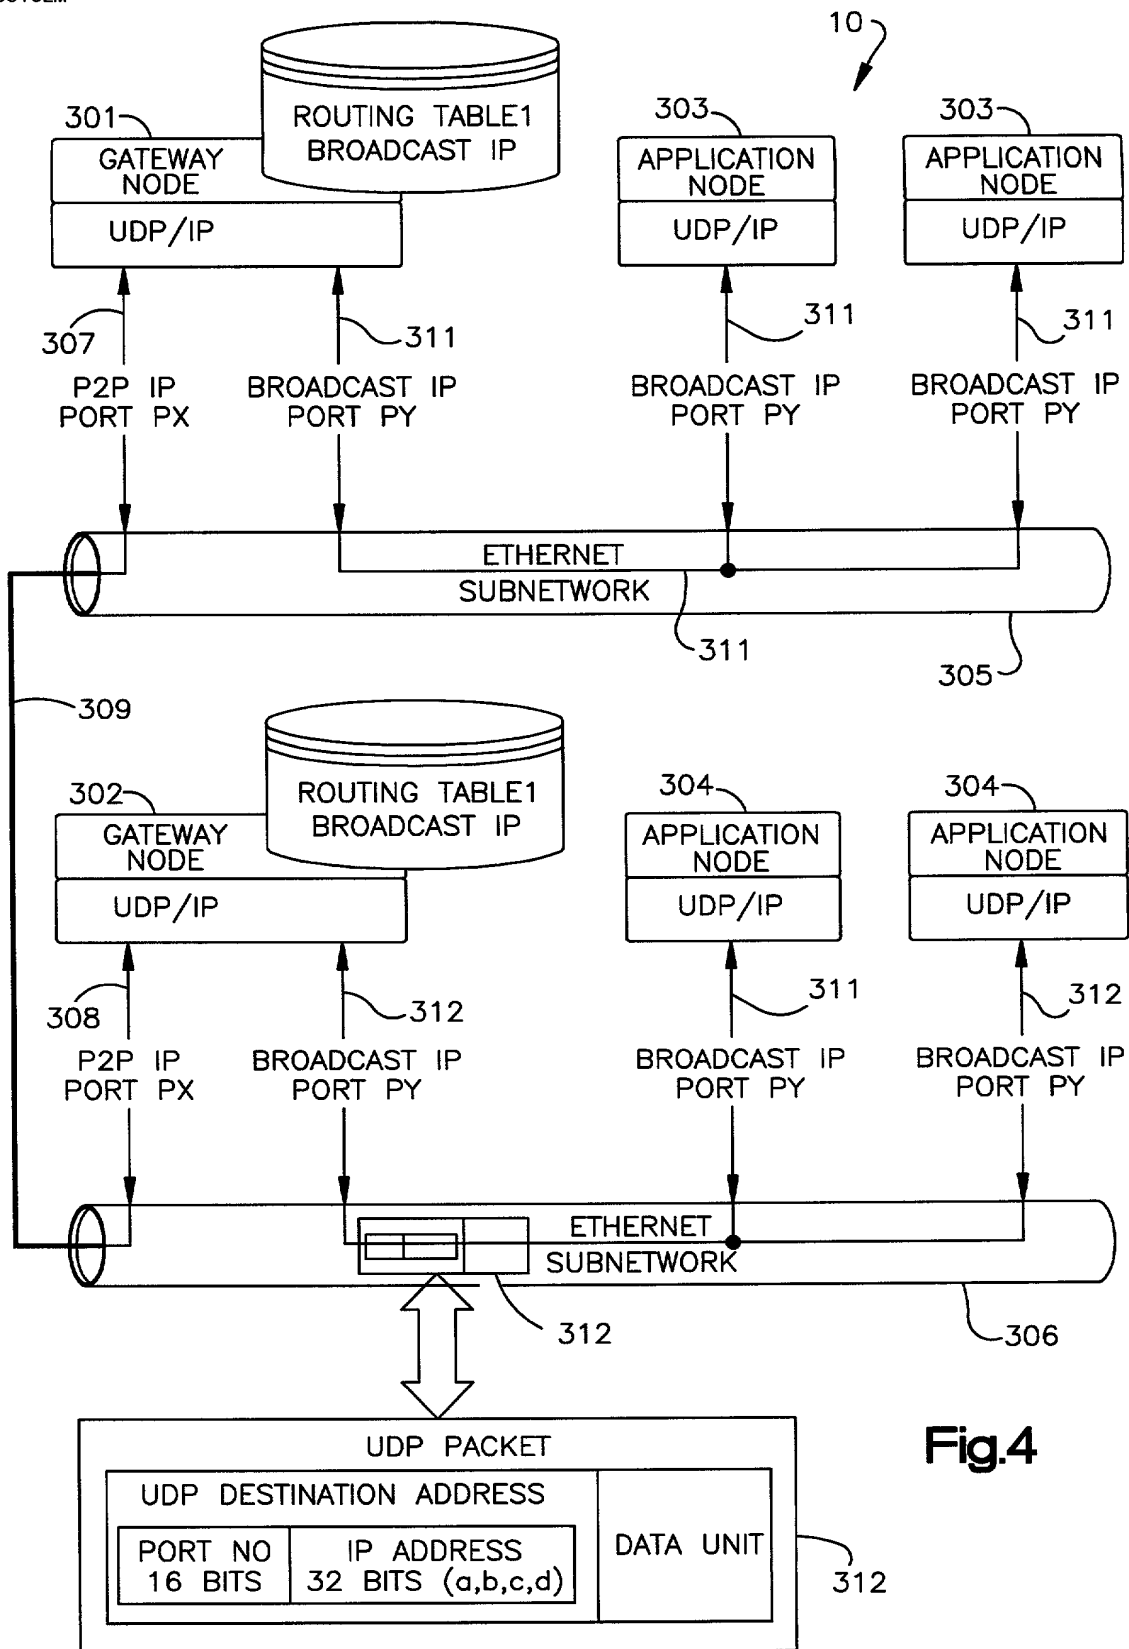 10
301
ROUTING TABLE1
BROADCAST IP
303
303
GATEWAY
NODE
APPLICATION
NODE
APPLICATION
NODE
UDP/IP
UDP/IP
UDP/IP
307
311
311
311
P2P IP
PORT PX
BROADCAST IP
PORT PY
BROADCAST IP
PORT PY
BROADCAST IP
PORT PY
ETHERNET
SUBNETWORK
311
305
309
302
ROUTING TABLE1
BROADCAST IP
304
304
GATEWAY
NODE
APPLICATION
NODE
APPLICATION
NODE
UDP/IP
UDP/IP
UDP/IP
308
312
311
312
P2P IP
PORT PX
BROADCAST IP
PORT PY
BROADCAST IP
PORT PY
BROADCAST IP
PORT PY
ETHERNET
SUBNETWORK
312
306
Fig.4
UDP PACKET
UDP DESTINATION ADDRESS
PORT NO
16 BITS
IP ADDRESS
32 BITS (a,b,c,d)
DATA UNIT
312